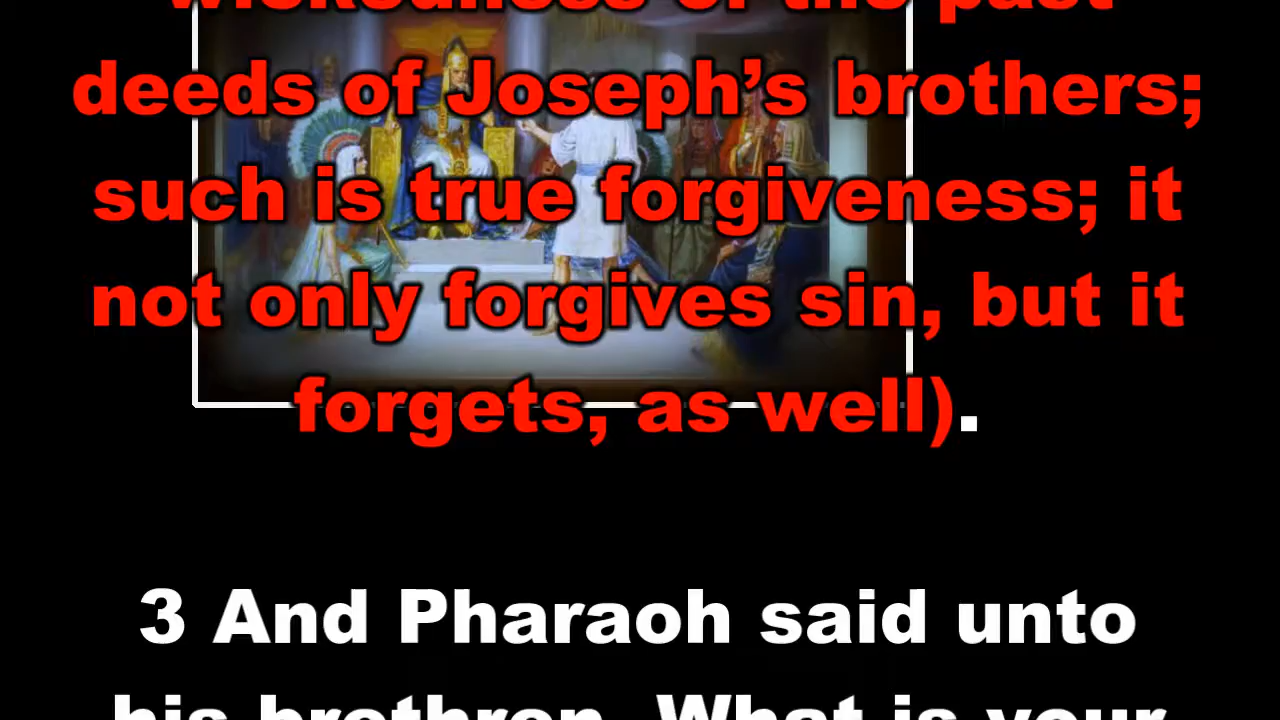 wickedness of the past
deeds of Joseph’s brothers;
such is true forgiveness; it
not only forgives sin, but it
forgets, as well).
3 And Pharaoh said unto
his brethren, What is your